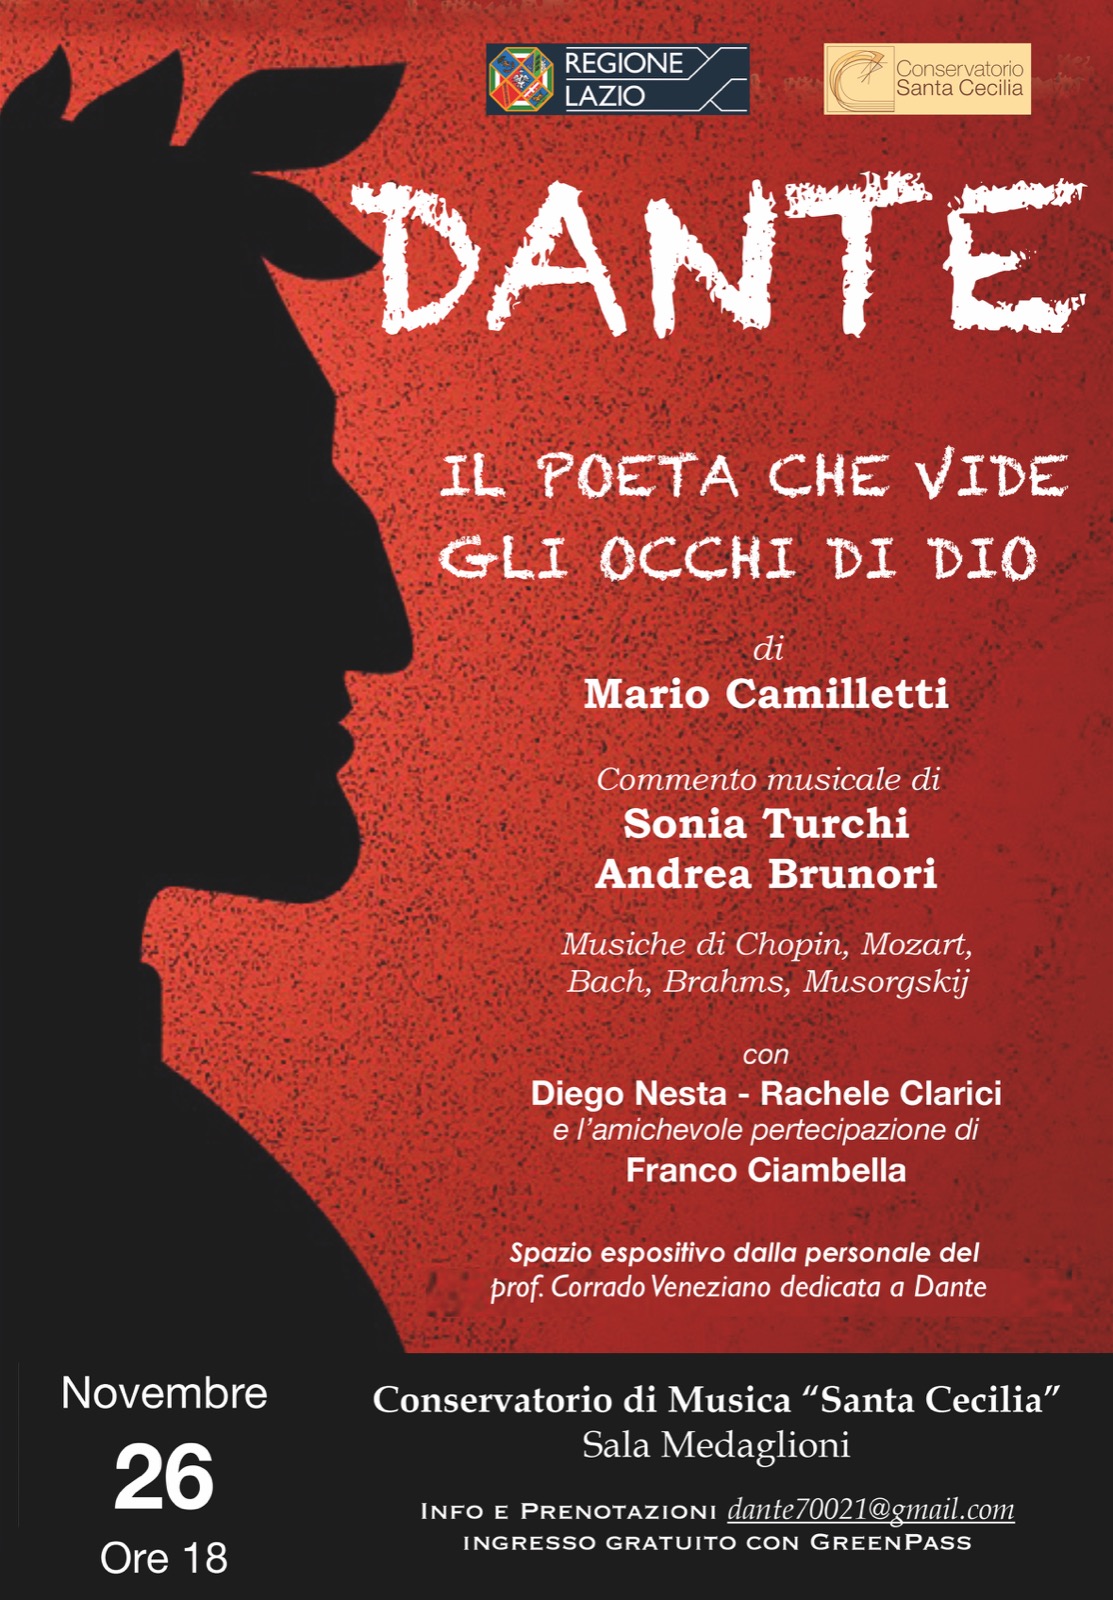 REGIONE
LAZIO
Conservatorio
Santa Cecilia
DANTE
IL POETA CHE VIDE
GLI OCCHI DI DIO
di
Mario Camilletti
Commento musicale di
Sonia Turchi
Andrea Brunori
Musiche di Chopin, Mozart,
Bach, Brahms, Musorgskij
con
Diego Nesta - Rachele Clarici
e l'amichevole pertecipazione di
Franco Ciambella
Spazio espositivo dalla personale del
prof. Corrado Veneziano dedicata a Dante
Novembre
26
Ore 18
Conservatorio di Musica “Santa Cecilia”
Sala Medaglioni
Info e Prenotazioni dante70021@gmail.com
ingresso gratuito con GreenPass